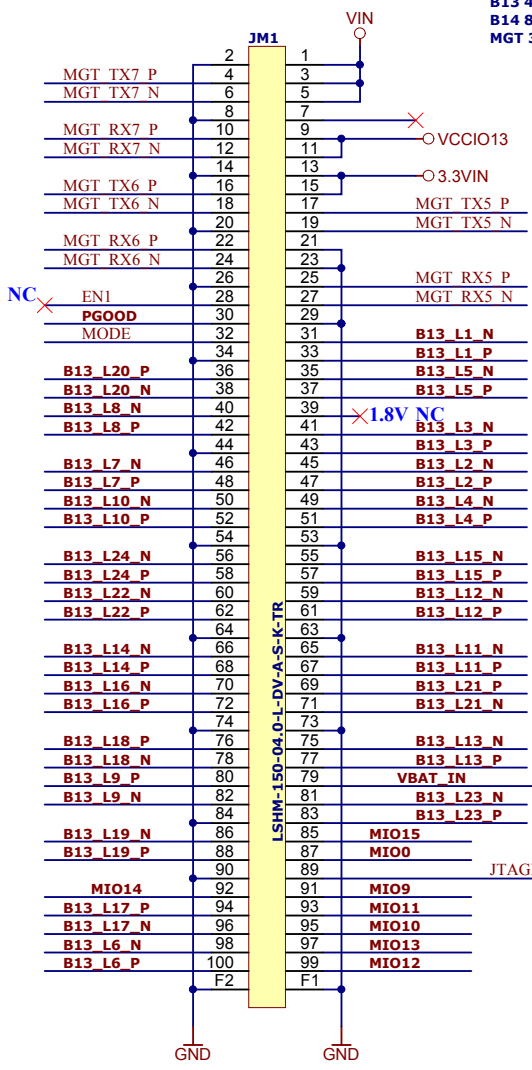 B13 4
B14 8
MGT 3
VIN
JM1
2 1
MGT_TX7_P 4 3
MGT_TX7_N 6 5
8 7
MGT_RX7_P 10 9 VCCIO13
MGT_RX7_N 12 11
14 13 3.3VIN
MGT_TX6_P 16 15
MGT_TX6_N 18 17 MGT_TX5_P
20 19 MGT_TX5_N
MGT_RX6_P 22 21
MGT_RX6_N 24 23
26 25 MGT_RX5_P
NC EN1 28 27 MGT_RX5_N
PGOOD 30 29
MODE 32 31 B13_L1_N
34 33 B13_L1_P
B13_L20_P 36 35 B13_L5_N
B13_L20_N 38 37 B13_L5_P
B13_L8_N 40 39 1.8V NC
B13_L8_P 42 41 B13_L3_N
44 43 B13_L3_P
B13_L7_N 46 45 B13_L2_N
B13_L7_P 48 47 B13_L2_P
B13_L10_N 50 49 B13_L4_N
B13_L10_P 52 51 B13_L4_P
54 53
B13_L24_N 56 55 B13_L15_N
B13_L24_P 58 57 B13_L15_P
B13_L22_N 60 59 B13_L12_N
B13_L22_P 62 61 B13_L12_P
64 63
B13_L14_N 66 65 B13_L11_N
B13_L14_P 68 67 B13_L11_P
B13_L16_N 70 69 B13_L21_P
B13_L16_P 72 71 B13_L21_N
74 73
B13_L18_P 76 75 B13_L13_N
B13_L18_N 78 77 B13_L13_P
B13_L9_P 80 79 VBAT_IN
B13_L9_N 82 81 B13_L23_N
84 83 B13_L23_P
B13_L19_N 86 85 MIO15
B13_L19_P 88 87 MIO0
90 89 JTAG
MIO14 92 91 MIO9
B13_L17_P 94 93 MIO11
B13_L17_N 96 95 MIO10
B13_L6_N 98 97 MIO13
B13_L6_P 100 99 MIO12
F2 F1
LSHM-150-04.0-L-DV-A-S-K-TR
GND GND